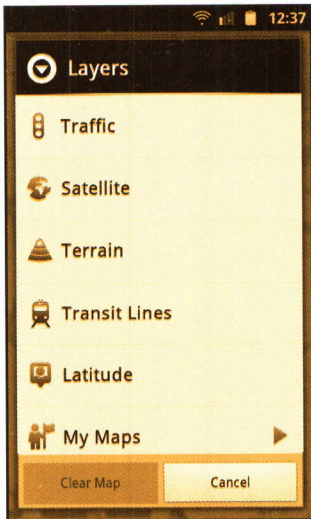 12:37
Layers
Traffic
Satellite
Terrain
Transit Lines
Latitude
My Maps
Clear Map
Cancel